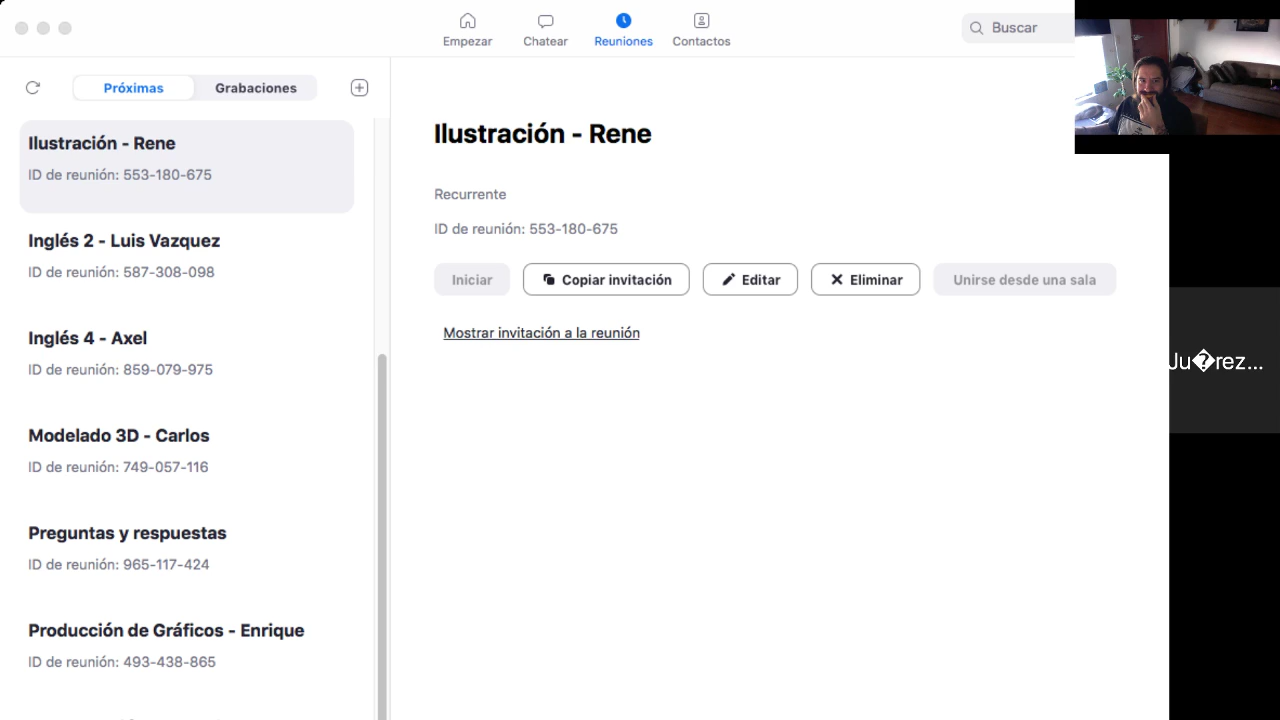 Empezar
Chatear
Reuniones
Contactos
Buscar
Próximas
Grabaciones
Ilustración - Rene
ID de reunión: 553-180-675
Inglés 2 - Luis Vazquez
ID de reunión: 587-308-098
Inglés 4 - Axel
ID de reunión: 859-079-975
Modelado 3D - Carlos
ID de reunión: 749-057-116
Preguntas y respuestas
ID de reunión: 965-117-424
Producción de Gráficos - Enrique
ID de reunión: 493-438-865
Ilustración - Rene
Recurrente
ID de reunión: 553-180-675
Iniciar
Copiar invitación
Editar
Eliminar
Unirse desde una sala
Mostrar invitación a la reunión
Ju�rez...